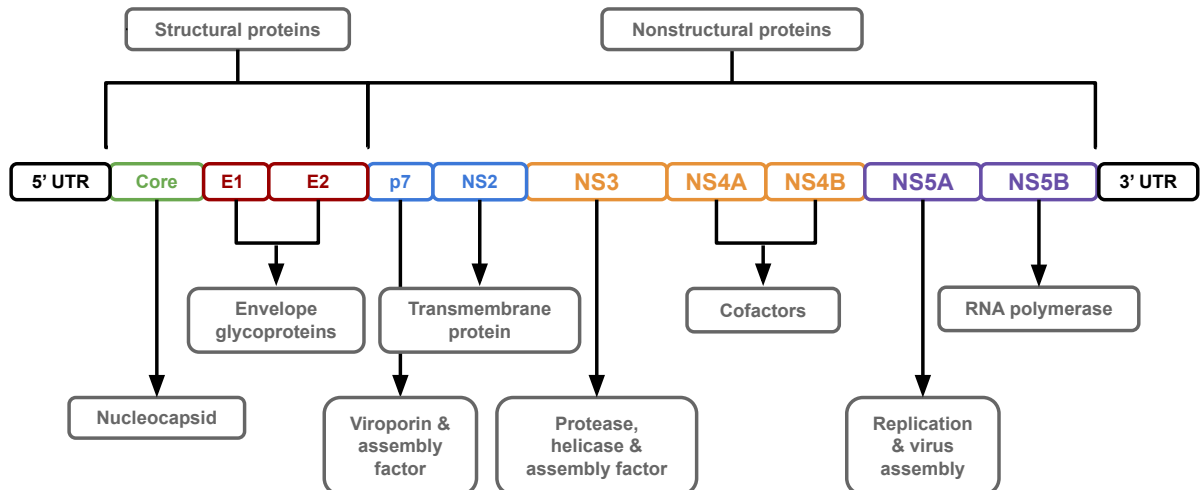 Structural proteins
Nonstructural proteins
5’ UTR
Core
E1
E2
p7
NS2
NS3
NS4A
NS4B
NS5A
NS5B
3’ UTR
Envelope
glycoproteins
Transmembrane
protein
Cofactors
RNA polymerase
Nucleocapsid
Viroporin &
assembly
factor
Protease,
helicase &
assembly factor
Replication
& virus
assembly